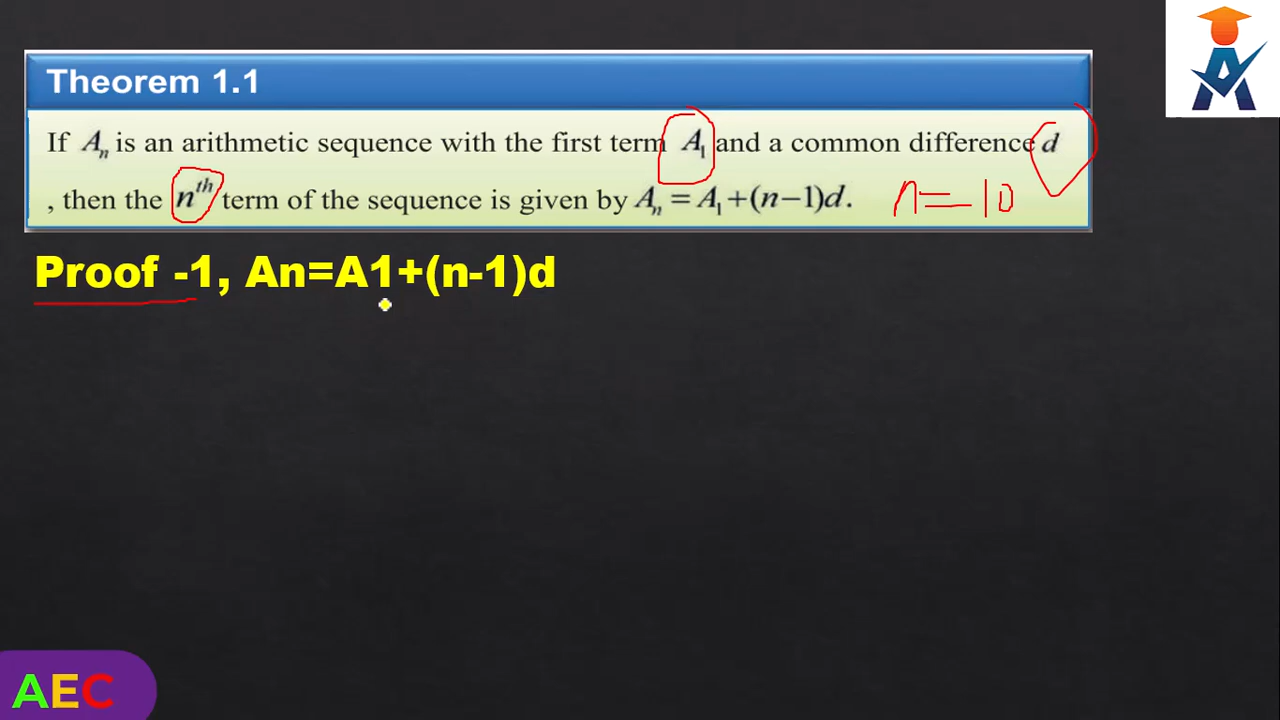 Theorem 1.1
If Aₙ is an arithmetic sequence with the first term A₁ and a common difference d
, then the nᵗʰ term of the sequence is given by Aₙ = A₁ + (n − 1)d. n = 10
Proof -1, An=A1+(n-1)d
AEC